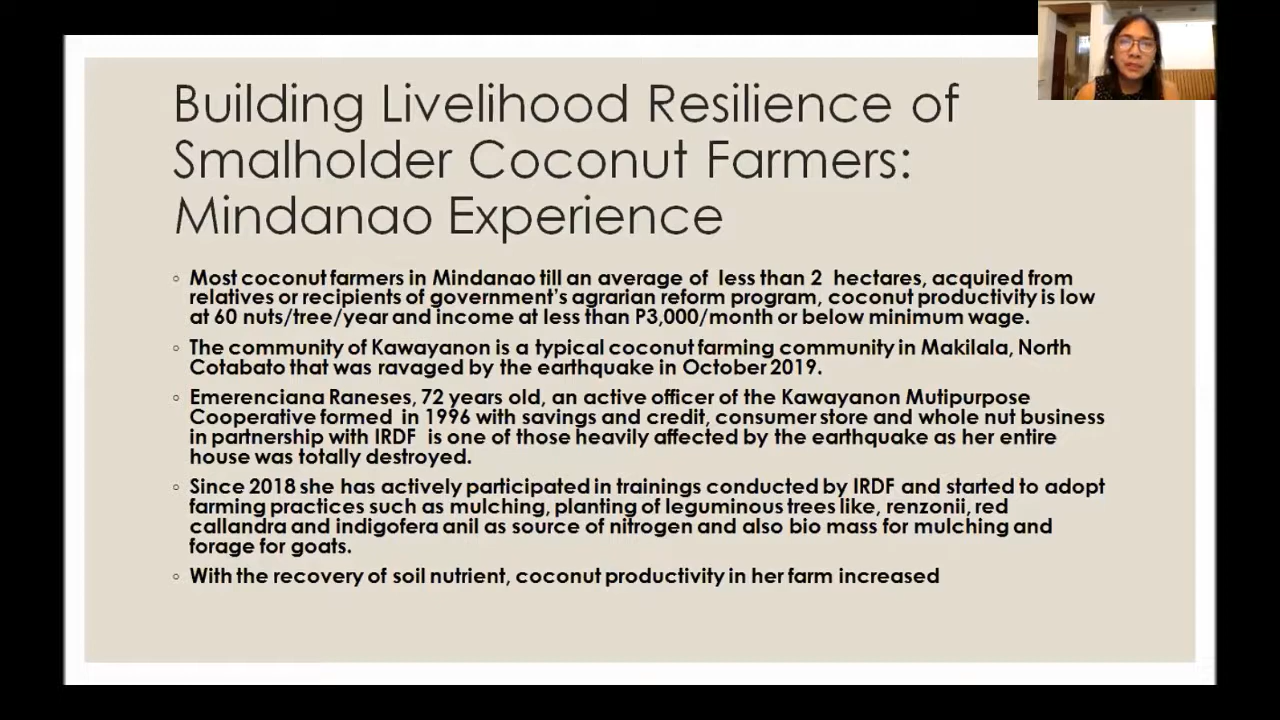 Building Livelihood Resilience of
Smalholder Coconut Farmers:
Mindanao Experience
◦ Most coconut farmers in Mindanao till an average of less than 2 hectares, acquired from
relatives or recipients of government's agrarian reform program, coconut productivity is low
at 60 nuts/tree/year and income at less than P3,000/month or below minimum wage.
◦ The community of Kawayanon is a typical coconut farming community in Makilala, North
Cotabato that was ravaged by the earthquake in October 2019.
◦ Emerenciana Raneses, 72 years old, an active officer of the Kawayanon Mutipurpose
Cooperative formed in 1996 with savings and credit, consumer store and whole nut business
in partnership with IRDF is one of those heavily affected by the earthquake as her entire
house was totally destroyed.
◦ Since 2018 she has actively participated in trainings conducted by IRDF and started to adopt
farming practices such as mulching, planting of leguminous trees like, renzonii, red
callandra and indigofera anil as source of nitrogen and also bio mass for mulching and
forage for goats.
◦ With the recovery of soil nutrient, coconut productivity in her farm increased